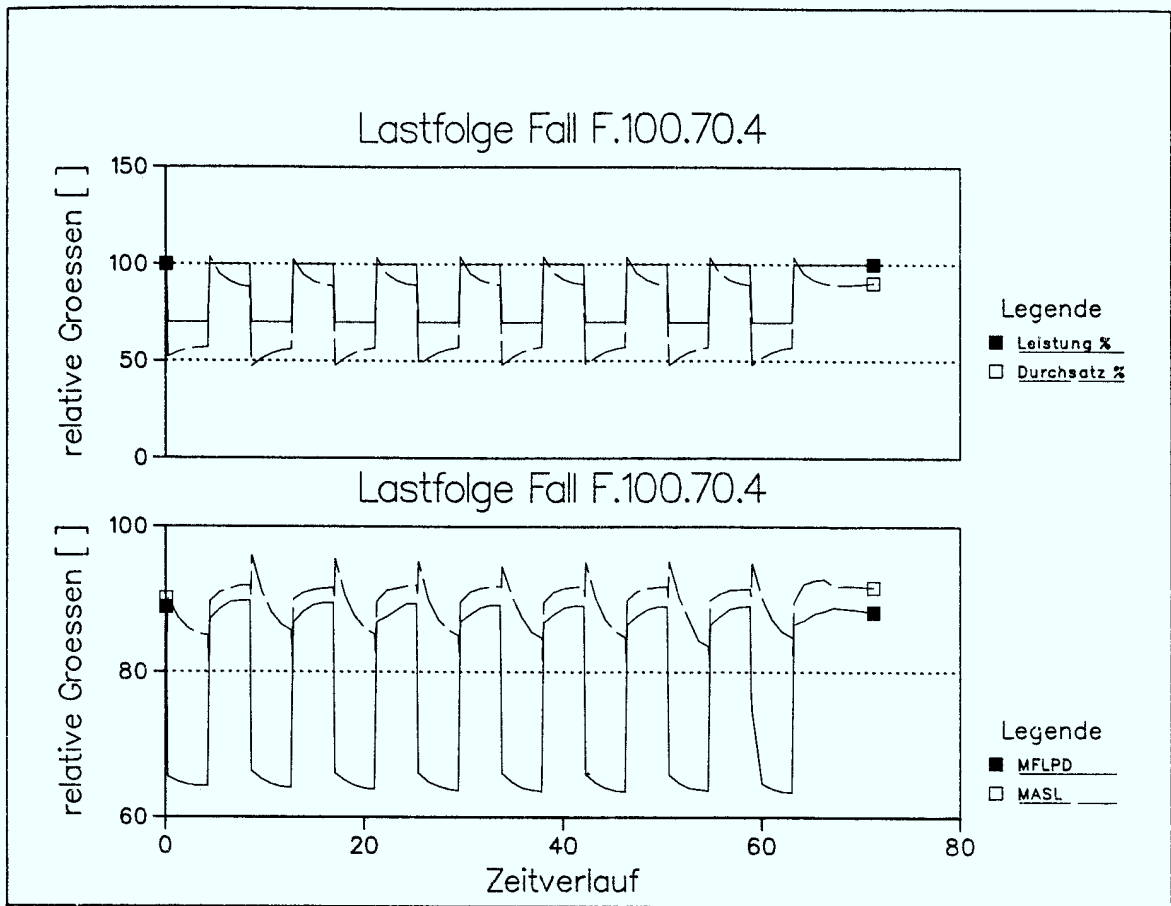 Lastfolge Fall F.100.70.4
relative Groessen [ ]
150
100
50
0
Legende
Leistung %
Durchsatz %
Lastfolge Fall F.100.70.4
relative Groessen [ ]
100
80
60
0
20
40
60
80
Zeitverlauf
Legende
MFLPD
MASL